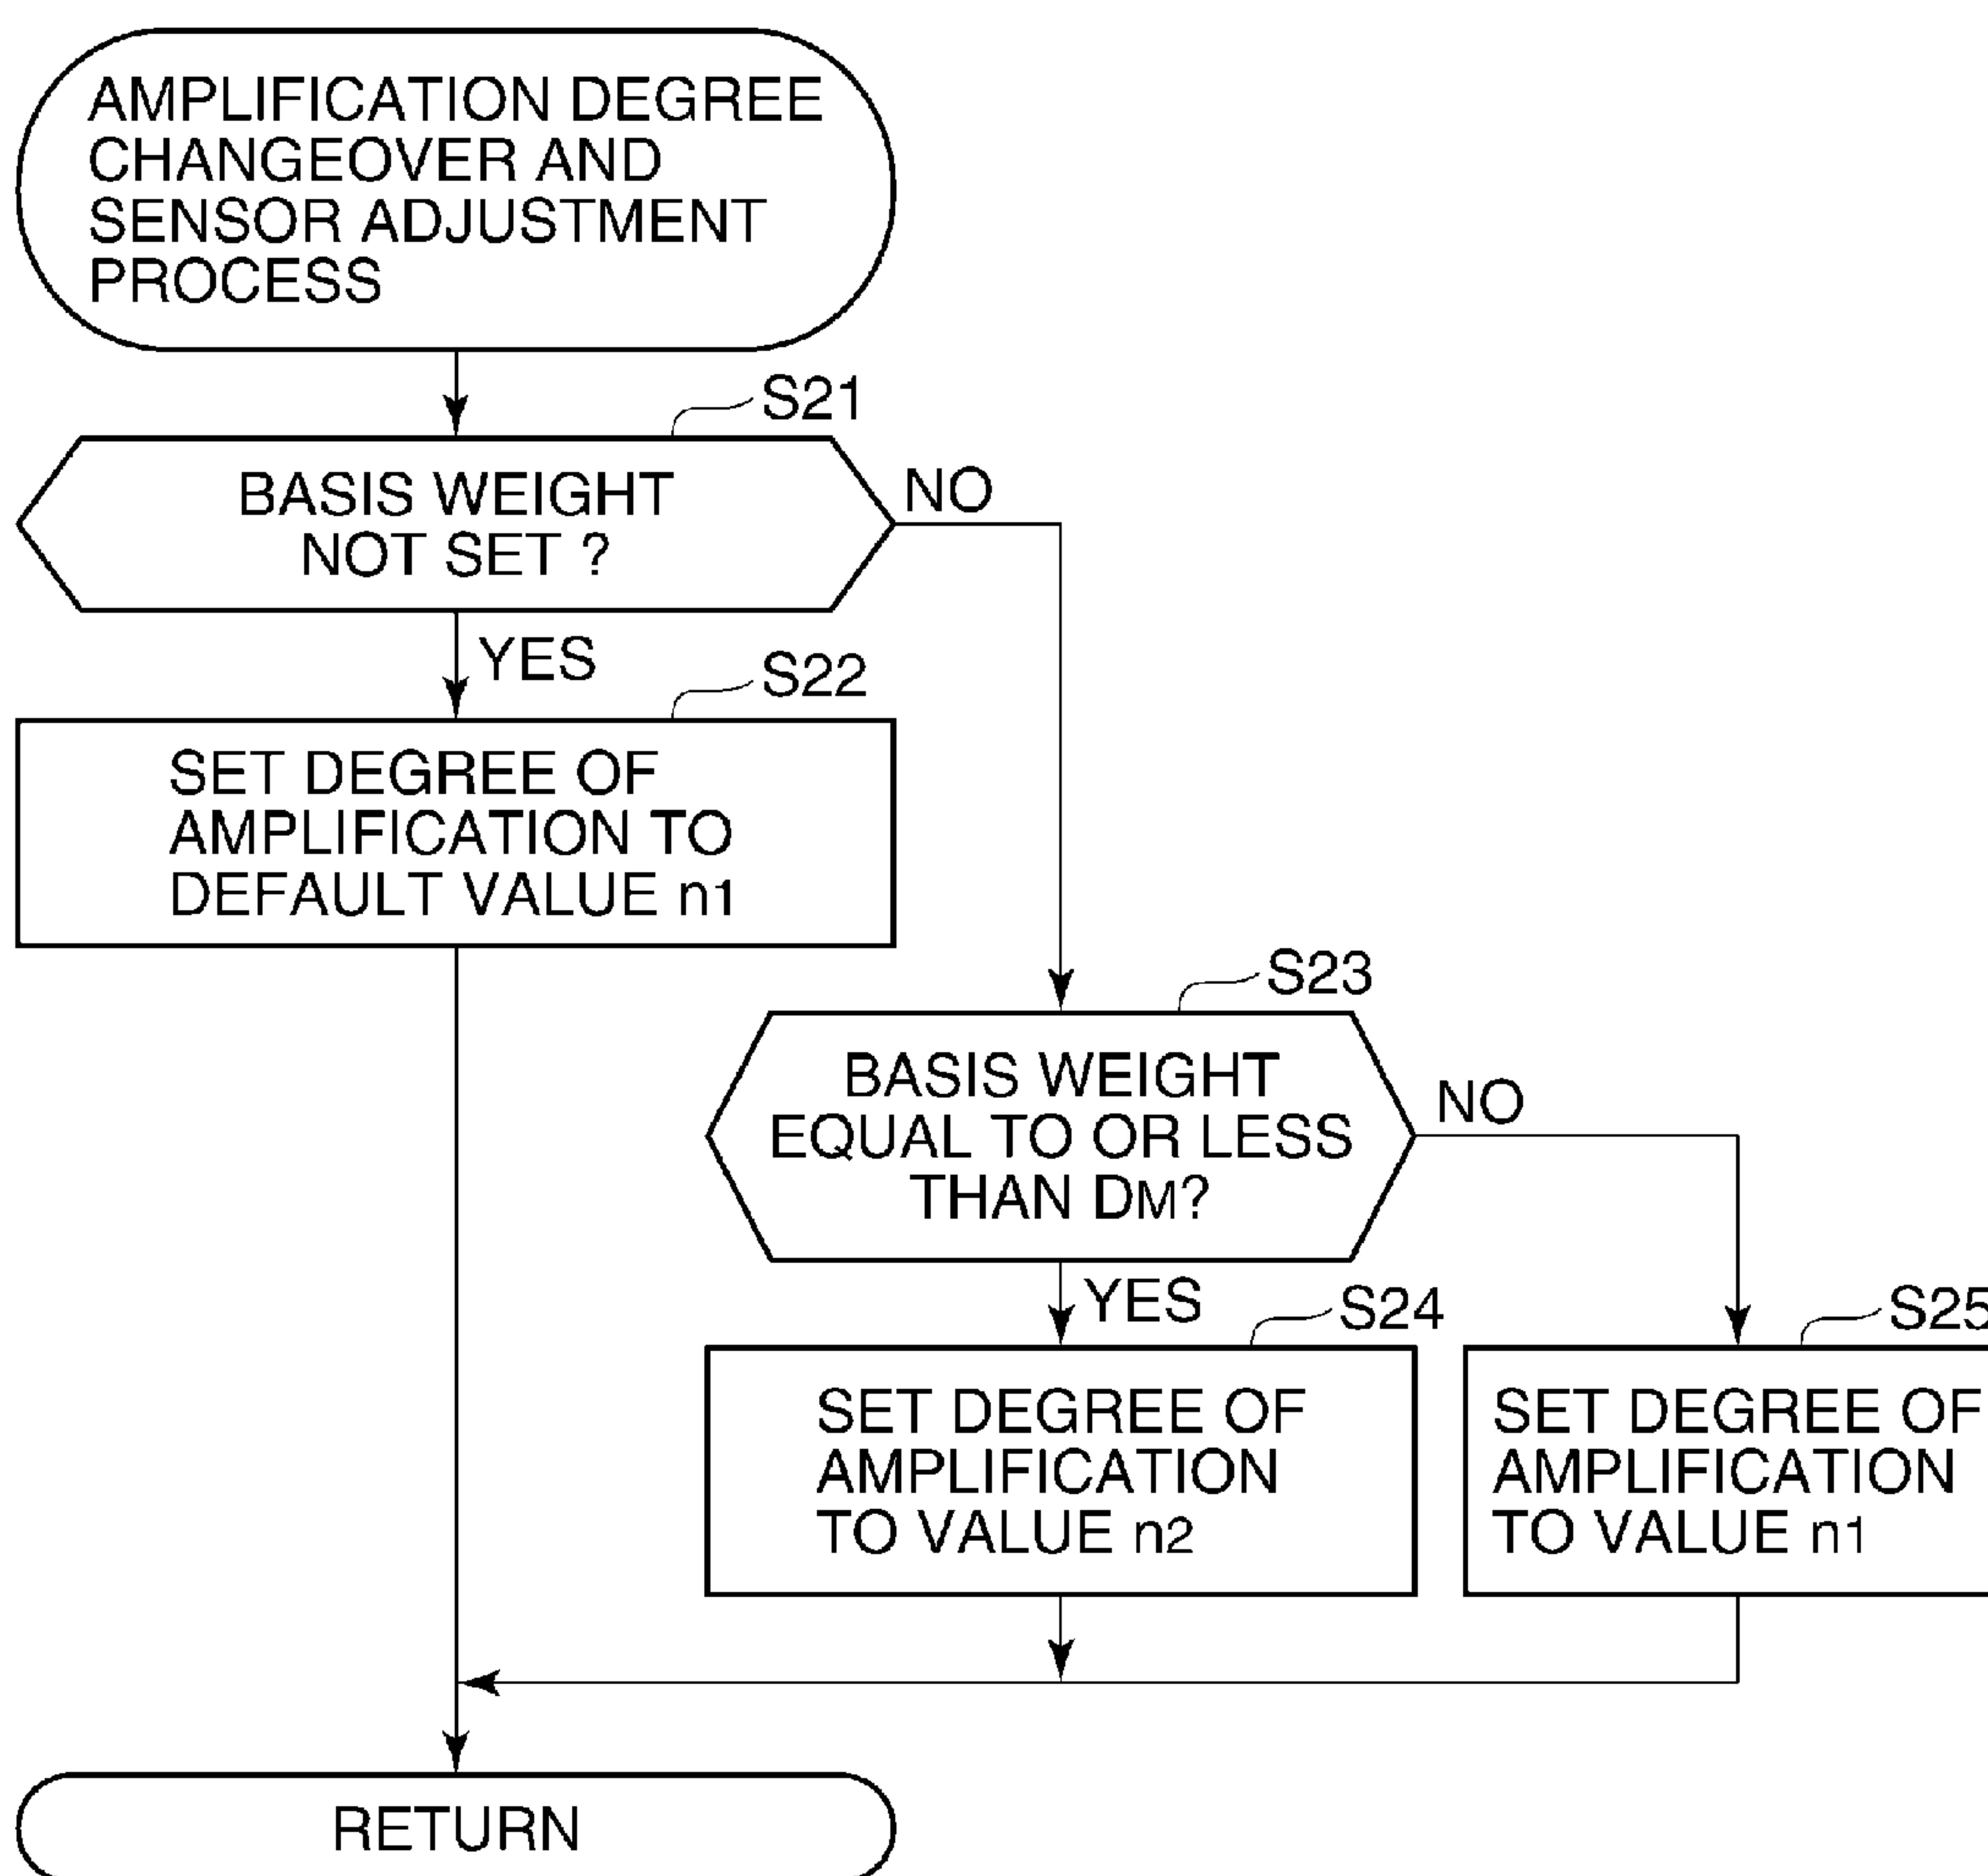 AMPLIFICATION DEGREE
CHANGEOVER AND
SENSOR ADJUSTMENT
PROCESS
S21
BASIS WEIGHT
NOT SET ?
NO
YES
S22
SET DEGREE OF
AMPLIFICATION TO
DEFAULT VALUE n1
S23
BASIS WEIGHT
EQUAL TO OR LESS
THAN DM?
NO
YES
S24
SET DEGREE OF
AMPLIFICATION
TO VALUE n2
S25
SET DEGREE OF
AMPLIFICATION
TO VALUE n1
RETURN